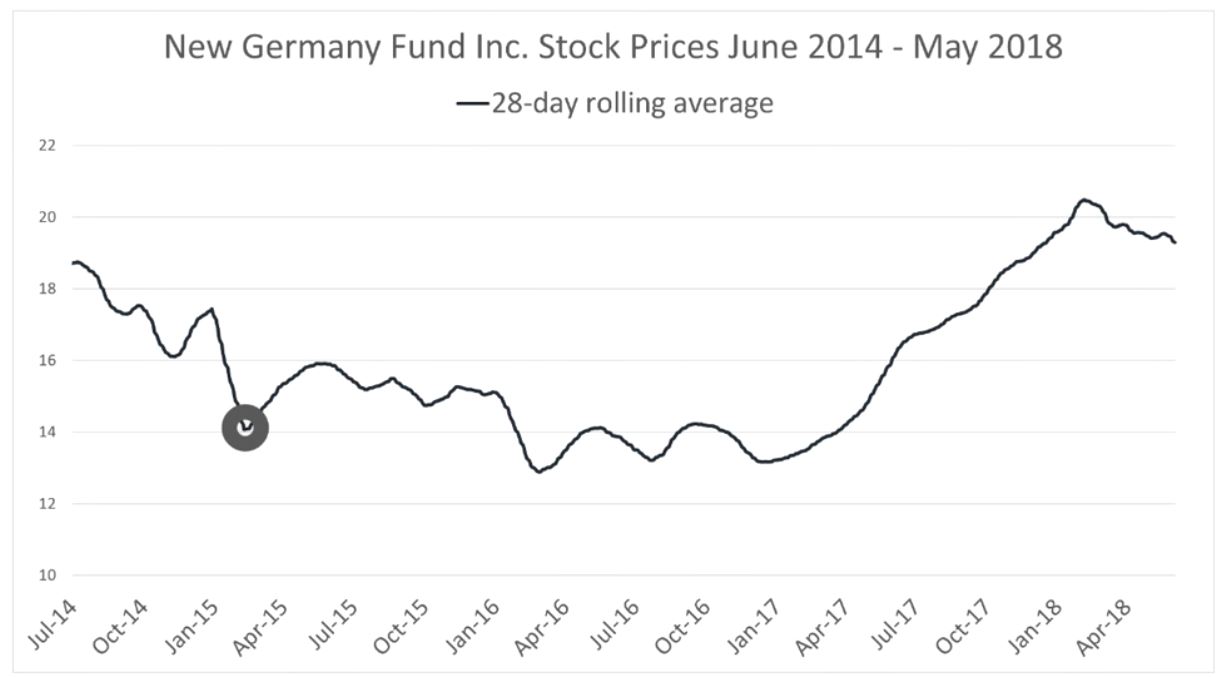 New Germany Fund Inc. Stock Prices June 2014 - May 2018
28-day rolling average
22
20
18
16
14
12
10
Jul-14
Oct-14
Jan-15
Apr-15
Jul-15
Oct-15
Jan-16
Apr-16
Jul-16
Oct-16
Jan-17
Apr-17
Jul-17
Oct-17
Jan-18
Apr-18